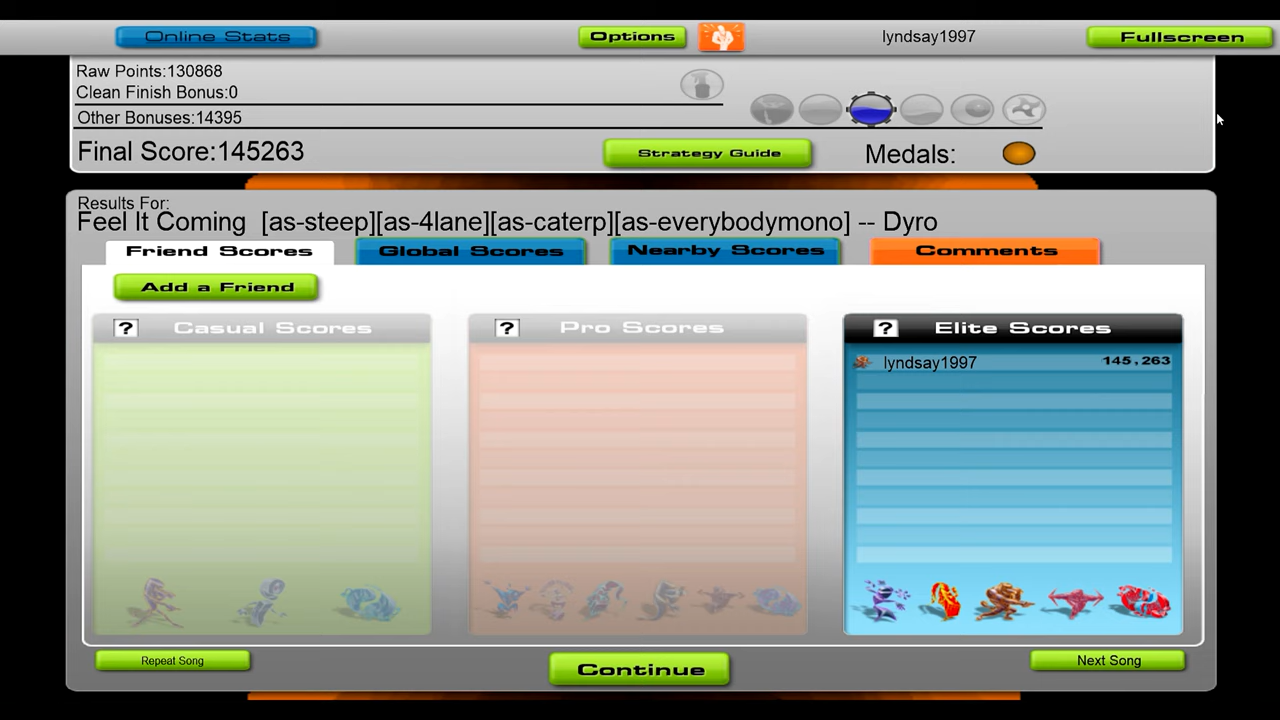 Online Stats
Options
lyndsay1997
Fullscreen
Raw Points:130868
Clean Finish Bonus:0
Other Bonuses:14395
Final Score:145263
Strategy Guide
Medals:
Results For:
Feel It Coming [as-steep][as-4lane][as-caterp][as-everybodymono] -- Dyro
Friend Scores
Global Scores
Nearby Scores
Comments
Add a Friend
? Casual Scores
? Pro Scores
? Elite Scores
lyndsay1997 145,263
Repeat Song
Continue
Next Song